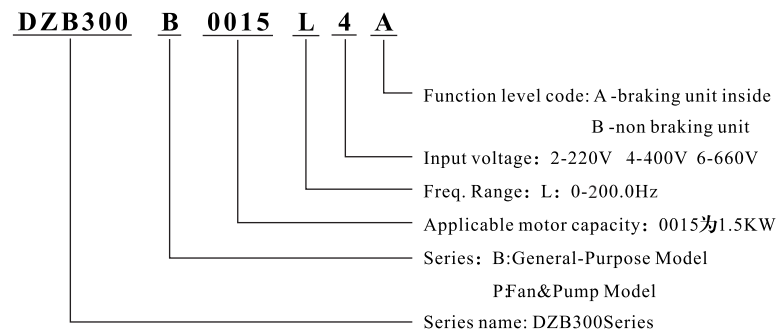 DZB300 B 0015 L 4 A
Function level code: A -braking unit inside
B -non braking unit
Input voltage: 2-220V 4-400V 6-660V
Freq. Range: L: 0-200.0Hz
Applicable motor capacity: 0015为1.5KW
Series: B:General-Purpose Model
P:Fan&Pump Model
Series name: DZB300Series